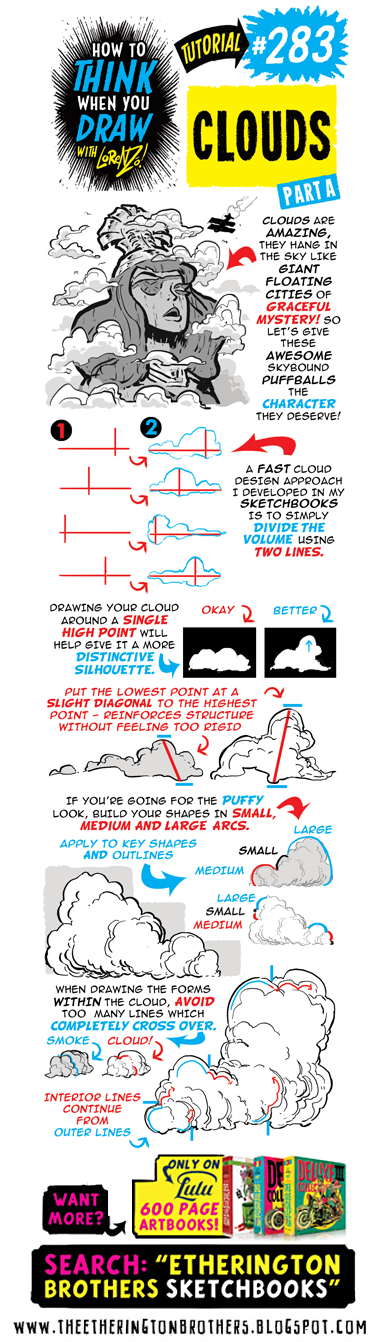 HOW TO
THINK
WHEN YOU
DRAW
WITH LORENZO!
TUTORIAL
#283
CLOUDS
PART A
CLOUDS ARE
AMAZING,
THEY HANG IN
THE SKY LIKE
GIANT
FLOATING
CITIES OF
GRACEFUL
MYSTERY! SO
LET'S GIVE
THESE
AWESOME
SKYBOUND
PUFFBALLS
THE
CHARACTER
THEY DESERVE!
1
2
A FAST CLOUD
DESIGN APPROACH
I DEVELOPED IN MY
SKETCHBOOKS
IS TO SIMPLY
DIVIDE THE
VOLUME USING
TWO LINES.
DRAWING YOUR CLOUD
AROUND A SINGLE
HIGH POINT WILL
HELP GIVE IT A MORE
DISTINCTIVE
SILHOUETTE.
OKAY
BETTER
PUT THE LOWEST POINT AT A
SLIGHT DIAGONAL TO THE HIGHEST
POINT – REINFORCES STRUCTURE
WITHOUT FEELING TOO RIGID
IF YOU'RE GOING FOR THE PUFFY
LOOK, BUILD YOUR SHAPES IN SMALL,
MEDIUM AND LARGE ARCS.
APPLY TO KEY SHAPES
AND OUTLINES
LARGE
SMALL
MEDIUM
LARGE
SMALL
MEDIUM
WHEN DRAWING THE FORMS
WITHIN THE CLOUD, AVOID
TOO MANY LINES WHICH
COMPLETELY CROSS OVER.
SMOKE
CLOUD!
INTERIOR LINES
CONTINUE
FROM
OUTER LINES
WANT
MORE?
ONLY ON
Lulu
600 PAGE
ARTBOOKS!
DELUXE
III
SEARCH: "ETHERINGTON
BROTHERS SKETCHBOOKS"
WWW.THEETHERINGTONBROTHERS.BLOGSPOT.COM